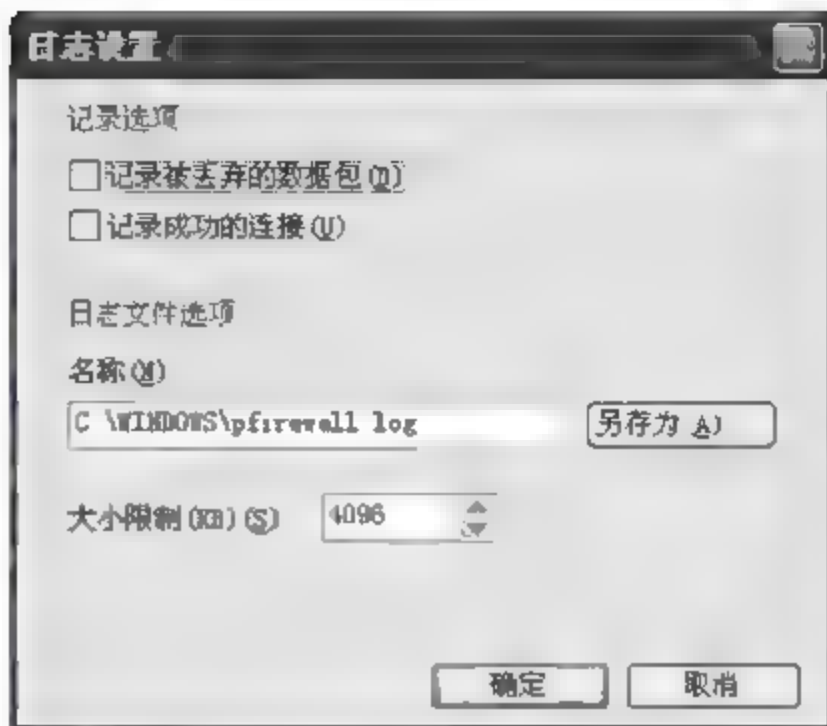 日志设置
记录选项
记录被丢弃的数据包(D)
记录成功的连接(U)
日志文件选项
名称(N)
C \WINDOWS\pfirewall log
另存为 A)
大小限制(KB)(S)
4096
确定
取消